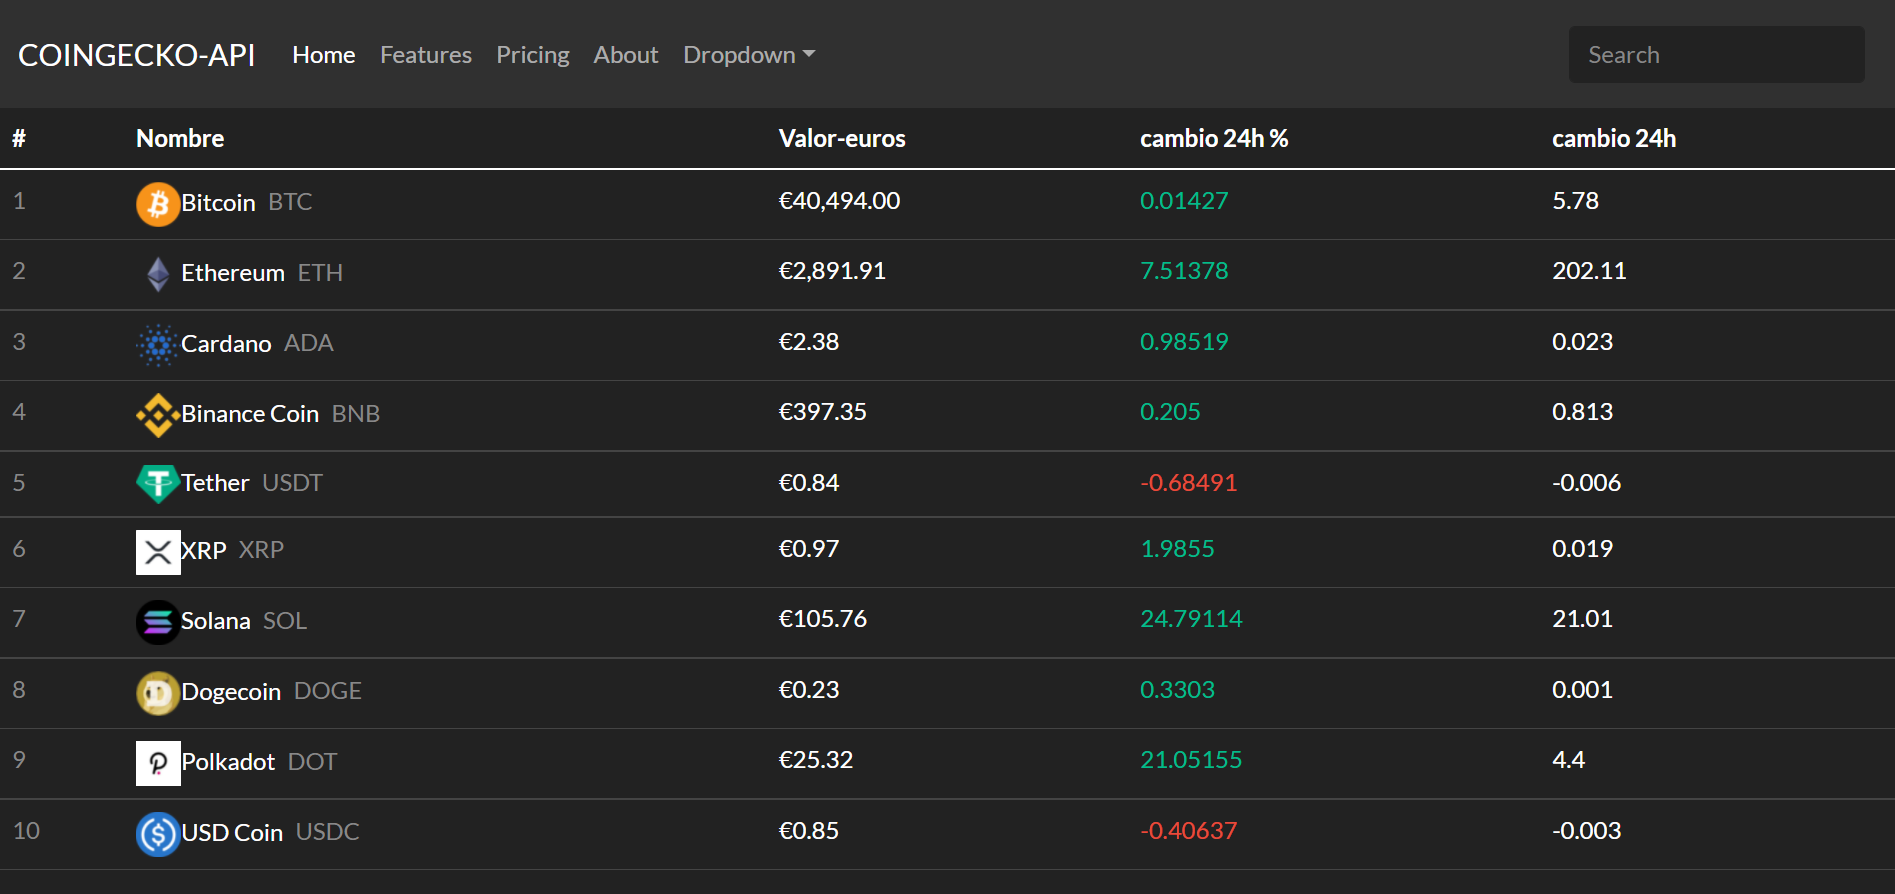 COINGECKO-API Home Features Pricing About Dropdown Search
# Nombre Valor-euros cambio 24h % cambio 24h
1 Bitcoin BTC €40,494.00 0.01427 5.78
2 Ethereum ETH €2,891.91 7.51378 202.11
3 Cardano ADA €2.38 0.98519 0.023
4 Binance Coin BNB €397.35 0.205 0.813
5 Tether USDT €0.84 -0.68491 -0.006
6 XRP XRP €0.97 1.9855 0.019
7 Solana SOL €105.76 24.79114 21.01
8 Dogecoin DOGE €0.23 0.3303 0.001
9 Polkadot DOT €25.32 21.05155 4.4
10 USD Coin USDC €0.85 -0.40637 -0.003